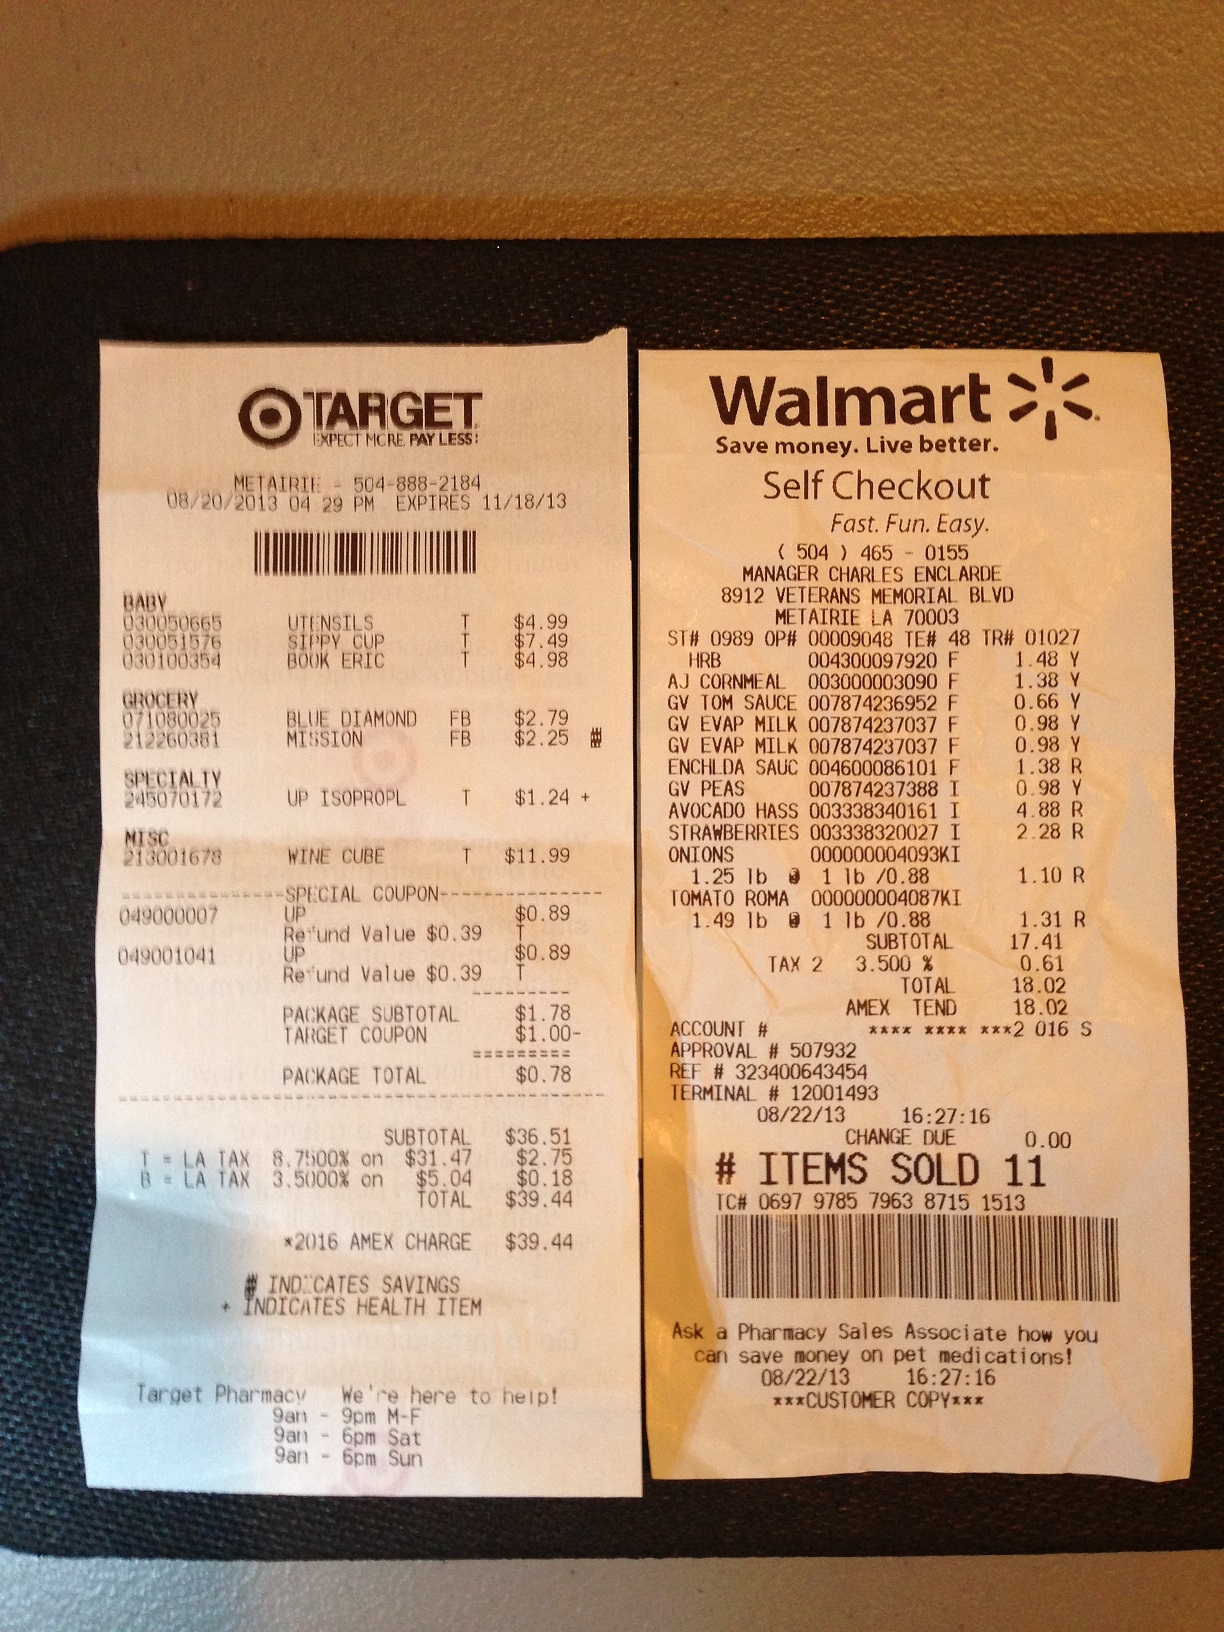 TARGET
EXPECT MORE. PAY LESS.
METAIRIE - 504-888-2184
08/20/2013 04 29 PM EXPIRES 11/18/13
BABY
030050665 UTENSILS T $4.99
030051576 SIPPY CUP T $7.49
030100354 BOOK ERIC T $4.98
GROCERY
071080025 BLUE DIAMOND FB $2.79
212260381 MISSION FB $2.25 #
SPECIALTY
245070172 UP ISOPROPL T $1.24 +
MISC
213001678 WINE CUBE T $11.99
----------------SPECIAL COUPON----------------
049000007 UP $0.89
Refund Value $0.39 T
049001041 UP $0.89
Refund Value $0.39 T
---------
PACKAGE SUBTOTAL $1.78
TARGET COUPON $1.00-
=========
PACKAGE TOTAL $0.78
----------------------------------------------
SUBTOTAL $36.51
T = LA TAX 8.7500% on $31.47 $2.75
B = LA TAX 3.5000% on $5.04 $0.18
TOTAL $39.44
*2016 AMEX CHARGE $39.44
# INDICATES SAVINGS
+ INDICATES HEALTH ITEM
Target Pharmacy We're here to help!
9am - 9pm M-F
9am - 6pm Sat
9am - 6pm Sun
Walmart
Save money. Live better.
Self Checkout
Fast. Fun. Easy.
( 504 ) 465 - 0155
MANAGER CHARLES ENCLARDE
8912 VETERANS MEMORIAL BLVD
METAIRIE LA 70003
ST# 0989 OP# 00009048 TE# 48 TR# 01027
HRB 004300097920 F 1.48 Y
AJ CORNMEAL 003000003090 F 1.38 Y
GV TOM SAUCE 007874236952 F 0.66 Y
GV EVAP MILK 007874237037 F 0.98 Y
GV EVAP MILK 007874237037 F 0.98 Y
ENCHLDA SAUC 004600086101 F 1.38 R
GV PEAS 007874237388 I 0.98 Y
AVOCADO HASS 003338340161 I 4.88 R
STRAWBERRIES 003338320027 I 2.28 R
ONIONS 000000004093KI
1.25 lb @ 1 lb /0.88 1.10 R
TOMATO ROMA 000000004087KI
1.49 lb @ 1 lb /0.88 1.31 R
SUBTOTAL 17.41
TAX 2 3.500 % 0.61
TOTAL 18.02
AMEX TEND 18.02
ACCOUNT # **** **** ***2 016 S
APPROVAL # 507932
REF # 323400643454
TERMINAL # 12001493
08/22/13 16:27:16
CHANGE DUE 0.00
# ITEMS SOLD 11
TC# 0697 9785 7963 8715 1513
Ask a Pharmacy Sales Associate how you
can save money on pet medications!
08/22/13 16:27:16
***CUSTOMER COPY***